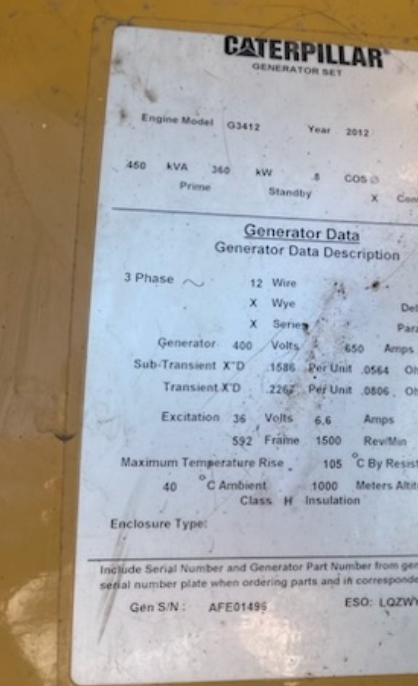 CATERPILLAR®
GENERATOR SET
Engine Model G3412 Year 2012
450 kVA 360 kW .8 COS ∅
Prime Standby X
Generator Data
Generator Data Description
3 Phase ~ 12 Wire
X Wye
X Series
Generator 400 Volts 650 Amps
Sub-Transient X"D .1586 Per Unit .0564
Transient X'D .2267 Per Unit .0806
Excitation 36 Volts 6.6 Amps
592 Frame 1500 Rev/Min
Maximum Temperature Rise 105 °C By Resist
40 °C Ambient 1000 Meters Altit
Class H Insulation
Enclosure Type:
Include Serial Number and Generator Part Number from gen
serial number plate when ordering parts and in corresponde
Gen S/N: AFE01496 ESO: LQZW